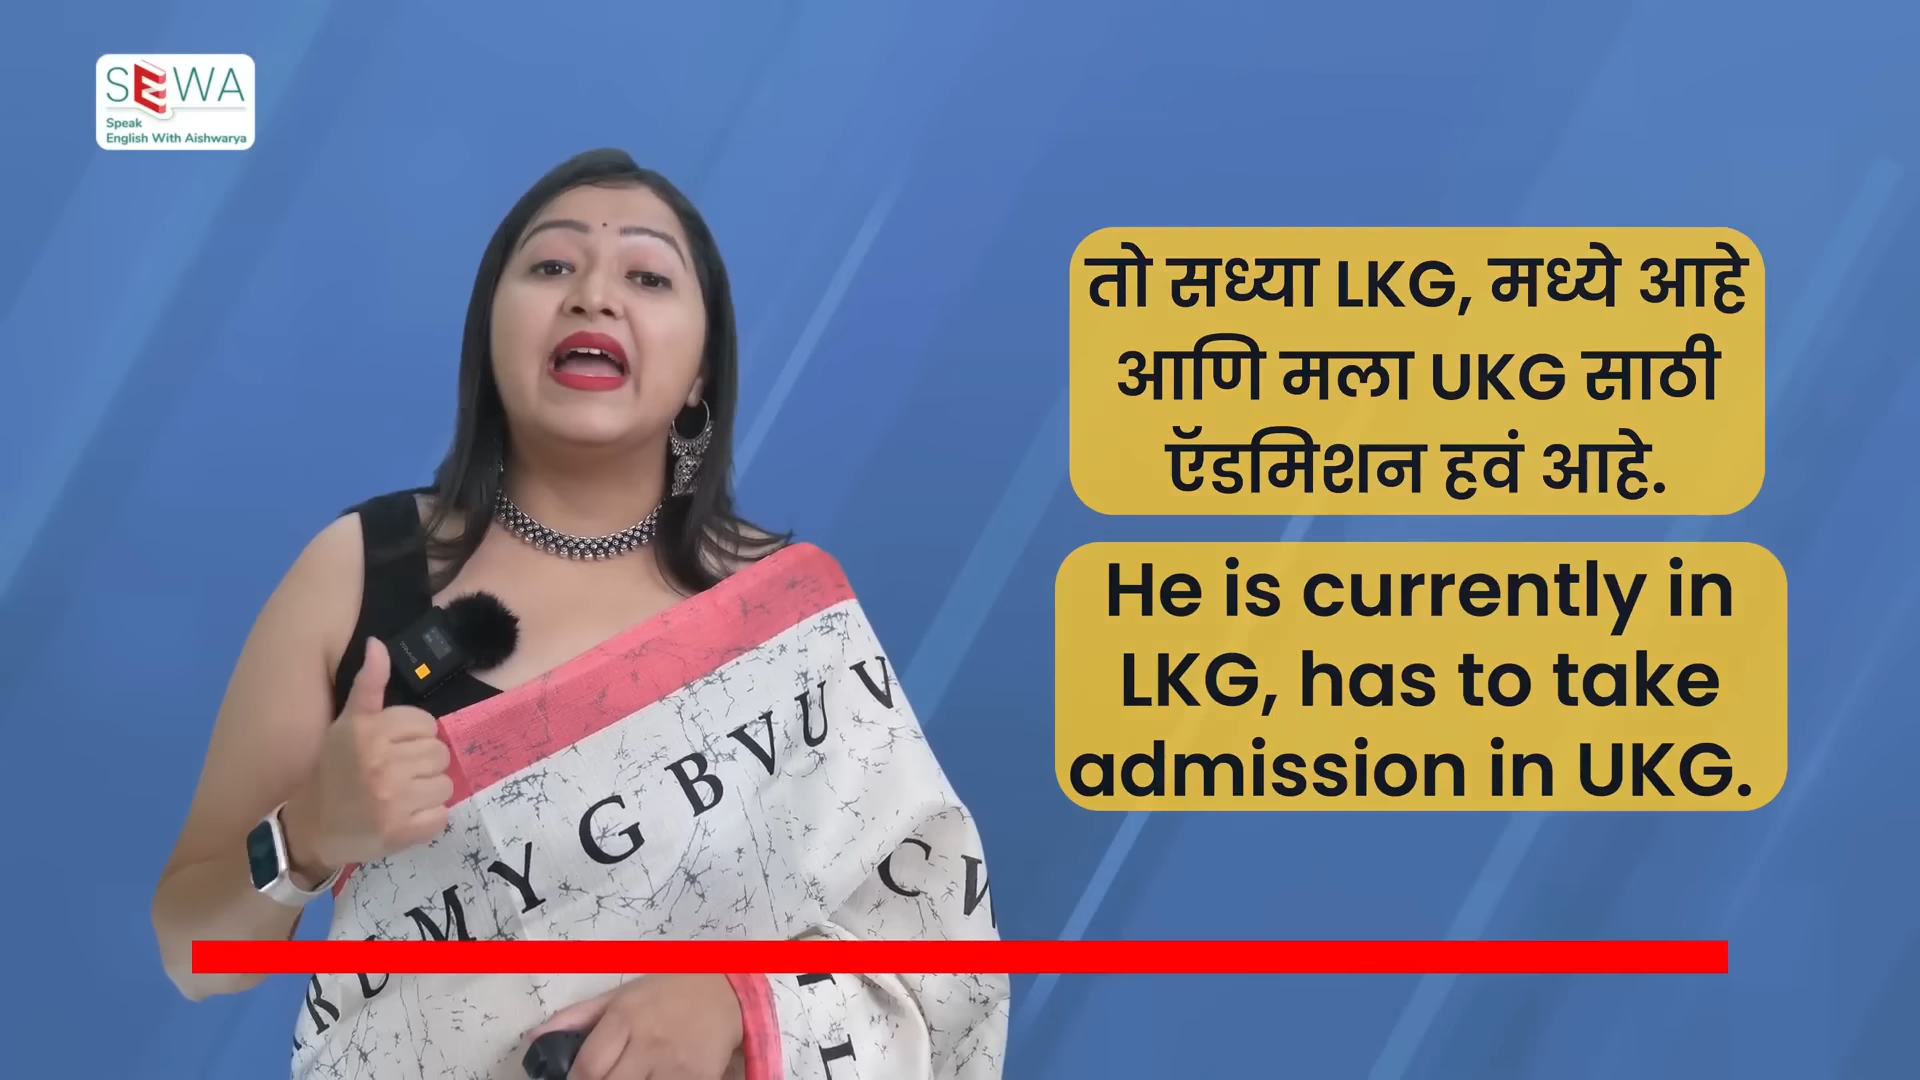 SEWA
Speak
English With Aishwarya
तो सध्या LKG, मध्ये आहे
आणि मला UKG साठी
ऍडमिशन हवं आहे.
He is currently in
LKG, has to take
admission in UKG.
R U M Y G B V U V
C V